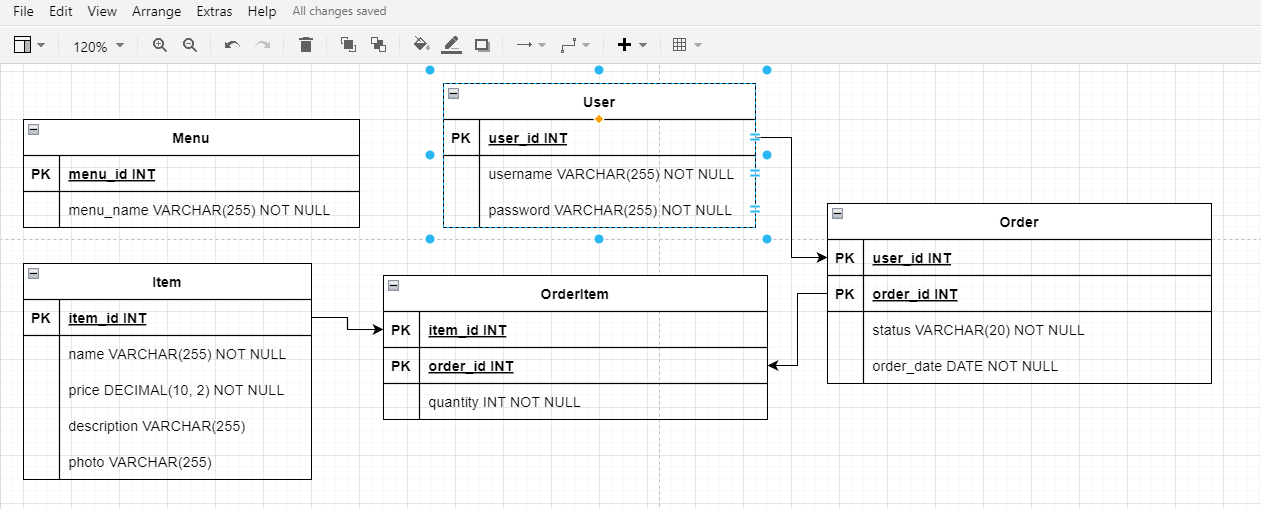 File Edit View Arrange Extras Help All changes saved
120%
User
PK user_id INT
username VARCHAR(255) NOT NULL
password VARCHAR(255) NOT NULL
Menu
PK menu_id INT
menu_name VARCHAR(255) NOT NULL
Order
PK user_id INT
PK order_id INT
status VARCHAR(20) NOT NULL
order_date DATE NOT NULL
Item
PK item_id INT
name VARCHAR(255) NOT NULL
price DECIMAL(10, 2) NOT NULL
description VARCHAR(255)
photo VARCHAR(255)
OrderItem
PK item_id INT
PK order_id INT
quantity INT NOT NULL